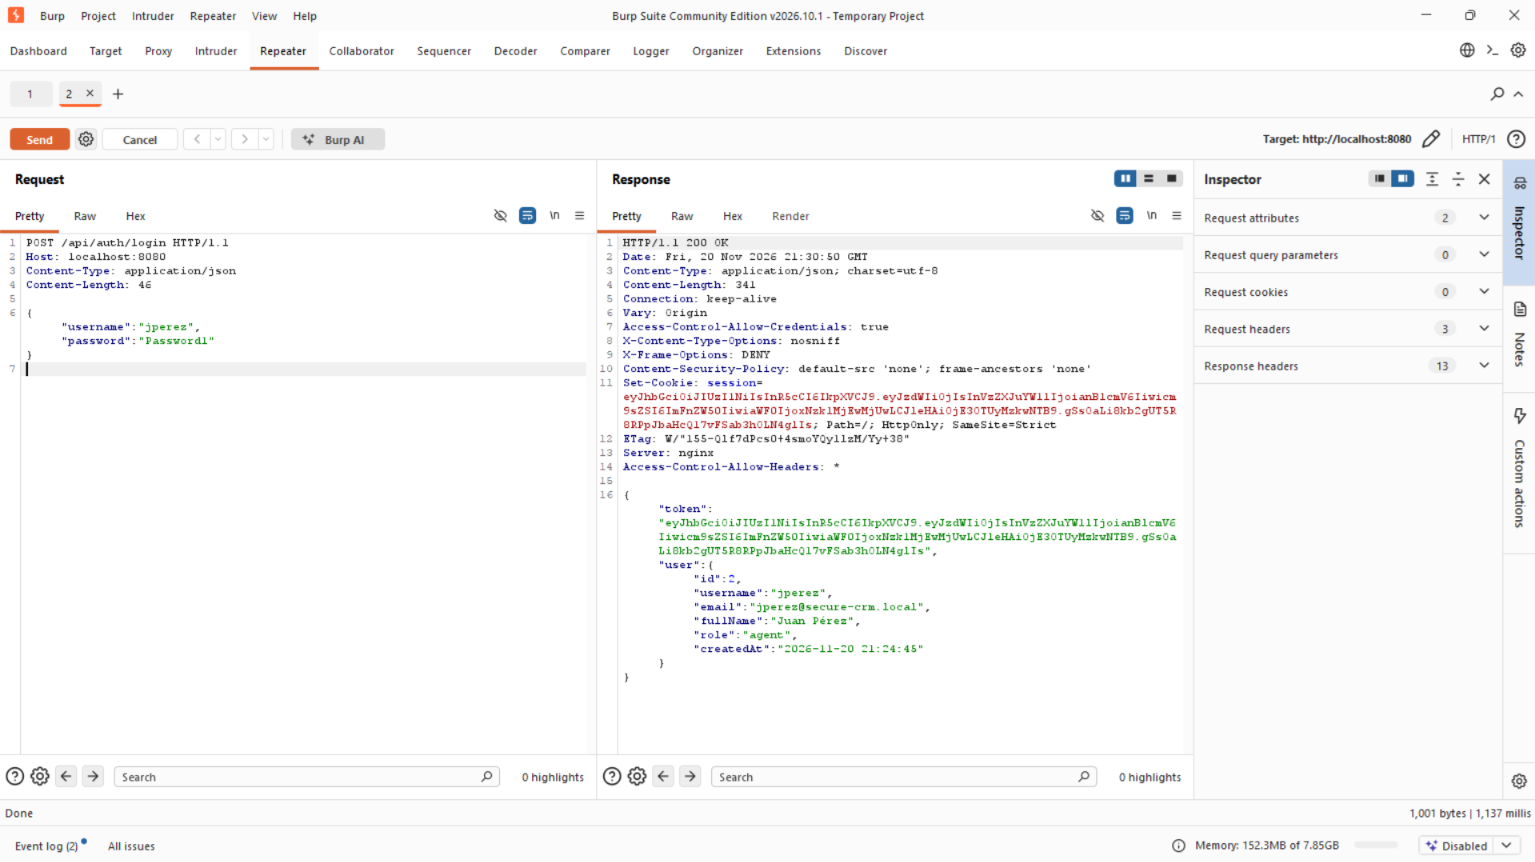 Burp Project Intruder Repeater View Help Burp Suite Community Edition v2026.10.1 - Temporary Project
Dashboard Target Proxy Intruder Repeater Collaborator Sequencer Decoder Comparer Logger Organizer Extensions Discover
1 2
Send Cancel Burp AI Target: http://localhost:8080 HTTP/1
Request
Pretty Raw Hex \n
1 POST /api/auth/login HTTP/1.1
2 Host: localhost:8080
3 Content-Type: application/json
4 Content-Length: 46
5
6 {
"username":"jperez",
"password":"Password1"
}
7
Search 0 highlights
Response
Pretty Raw Hex Render \n
1 HTTP/1.1 200 OK
2 Date: Fri, 20 Nov 2026 21:30:50 GMT
3 Content-Type: application/json; charset=utf-8
4 Content-Length: 341
5 Connection: keep-alive
6 Vary: Origin
7 Access-Control-Allow-Credentials: true
8 X-Content-Type-Options: nosniff
9 X-Frame-Options: DENY
10 Content-Security-Policy: default-src 'none'; frame-ancestors 'none'
11 Set-Cookie: session=
; Path=/; HttpOnly; SameSite=Strict
12 ETag:
13 Server: nginx
14 Access-Control-Allow-Headers: *
15
16 {
"token":
"user":{
"id":2,
"username":"jperez",
"email":"jperez@secure-crm.local",
"fullName":"Juan Pérez",
"role":"agent",
"createdAt":"2026-11-20 21:24:45"
}
}
Search 0 highlights
Inspector
Request attributes 2
Request query parameters 0
Request cookies 0
Request headers 3
Response headers 13
Inspector
Notes
Custom actions
Done 1,001 bytes | 1,137 millis
Event log (2) All issues Memory: 152.3MB of 7.85GB Disabled